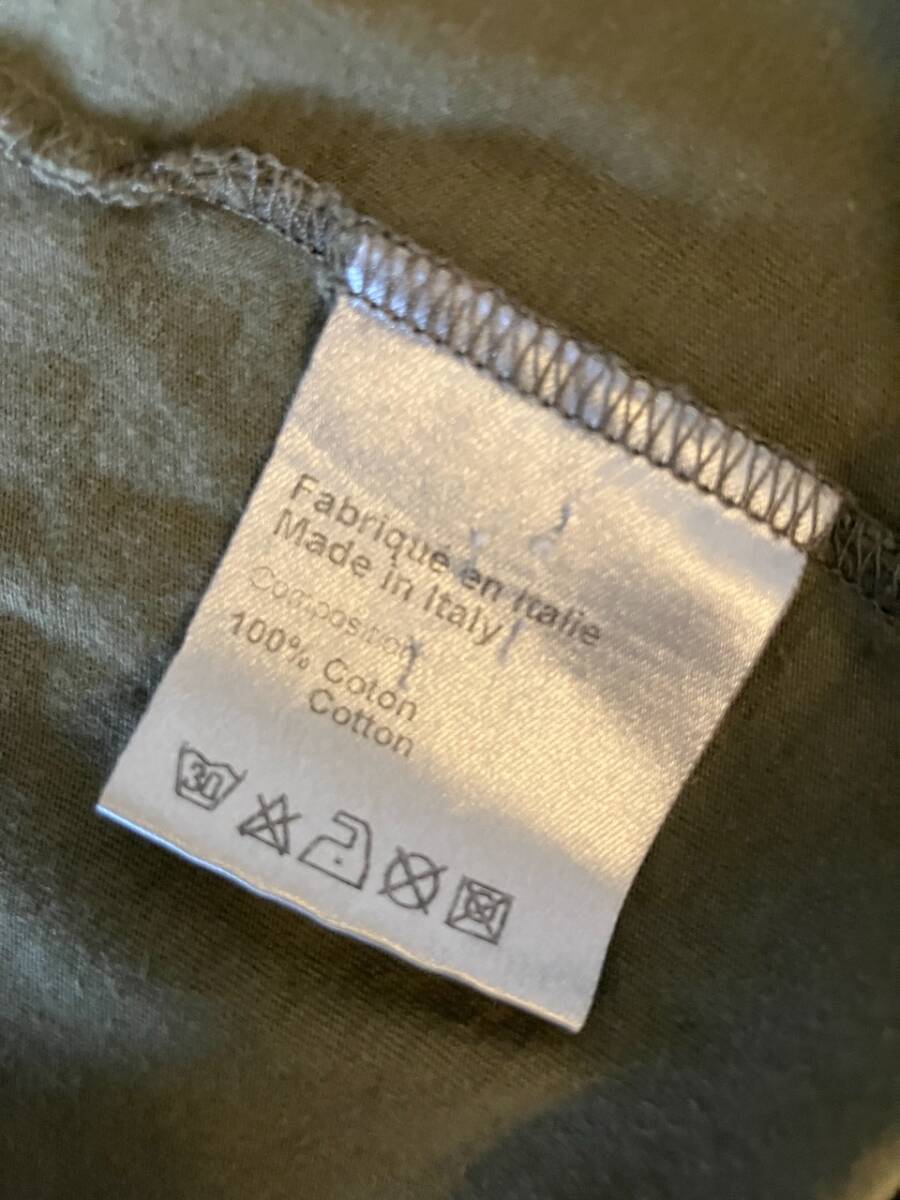 Fabrique en Italie
Made in Italy
Composition
100% Coton
Cotton
30